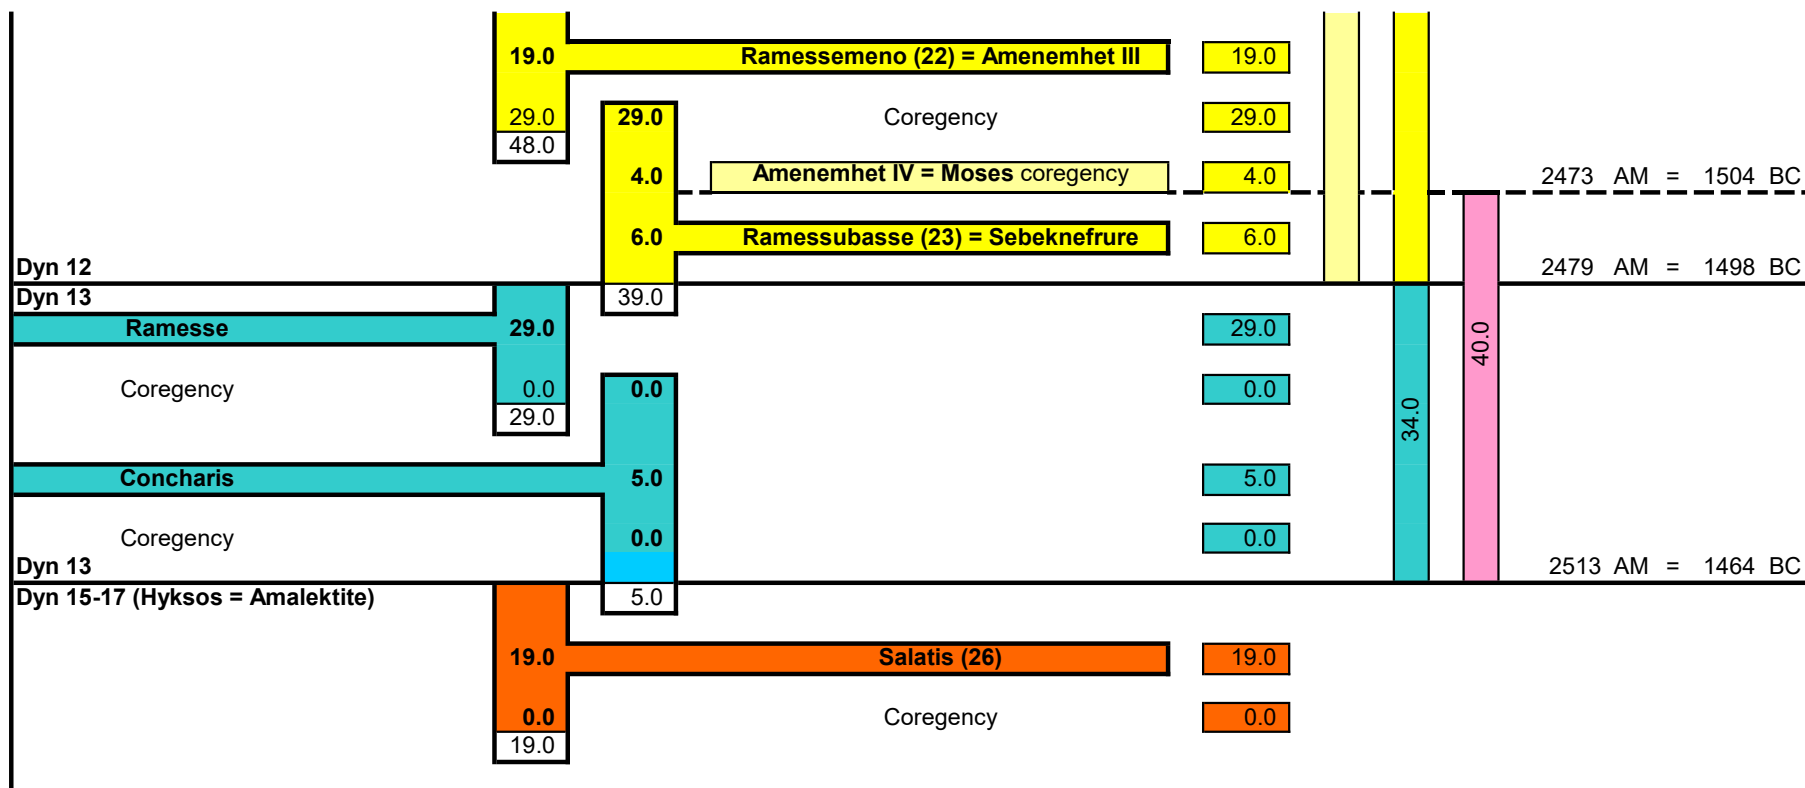 19.0 Ramessemeno (22) = Amenemhet III 19.0
29.0 29.0 Coregency 29.0
48.0
4.0 Amenemhet IV = Moses coregency 4.0 2473 AM = 1504 BC
6.0 Ramessubasse (23) = Sebeknefrure 6.0
Dyn 12 2479 AM = 1498 BC
Dyn 13 39.0
Ramesse 29.0 29.0
40.0
Coregency 0.0 0.0 0.0
29.0
34.0
Concharis 5.0 5.0
Coregency 0.0 0.0
Dyn 13 2513 AM = 1464 BC
Dyn 15-17 (Hyksos = Amalektite) 5.0
19.0 Salatis (26) 19.0
0.0 Coregency 0.0
19.0